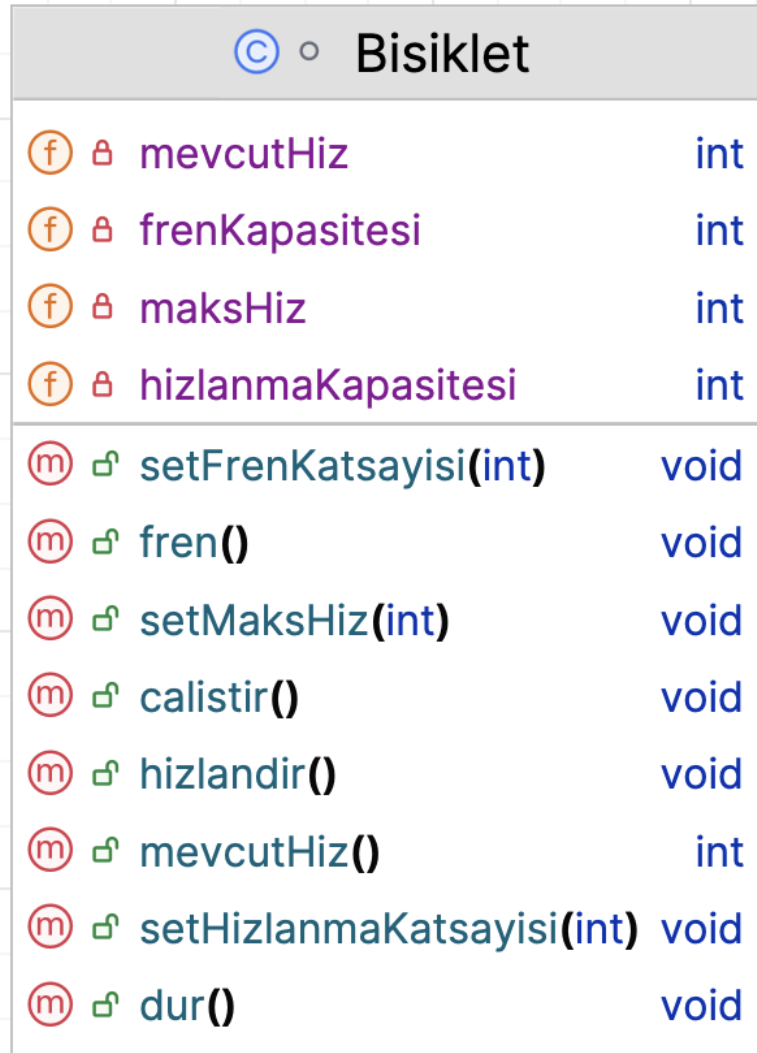 C Bisiklet
f mevcutHiz int
f frenKapasitesi int
f maksHiz int
f hizlanmaKapasitesi int
m setFrenKatsayisi(int) void
m fren() void
m setMaksHiz(int) void
m calistir() void
m hizlandir() void
m mevcutHiz() int
m setHizlanmaKatsayisi(int) void
m dur() void